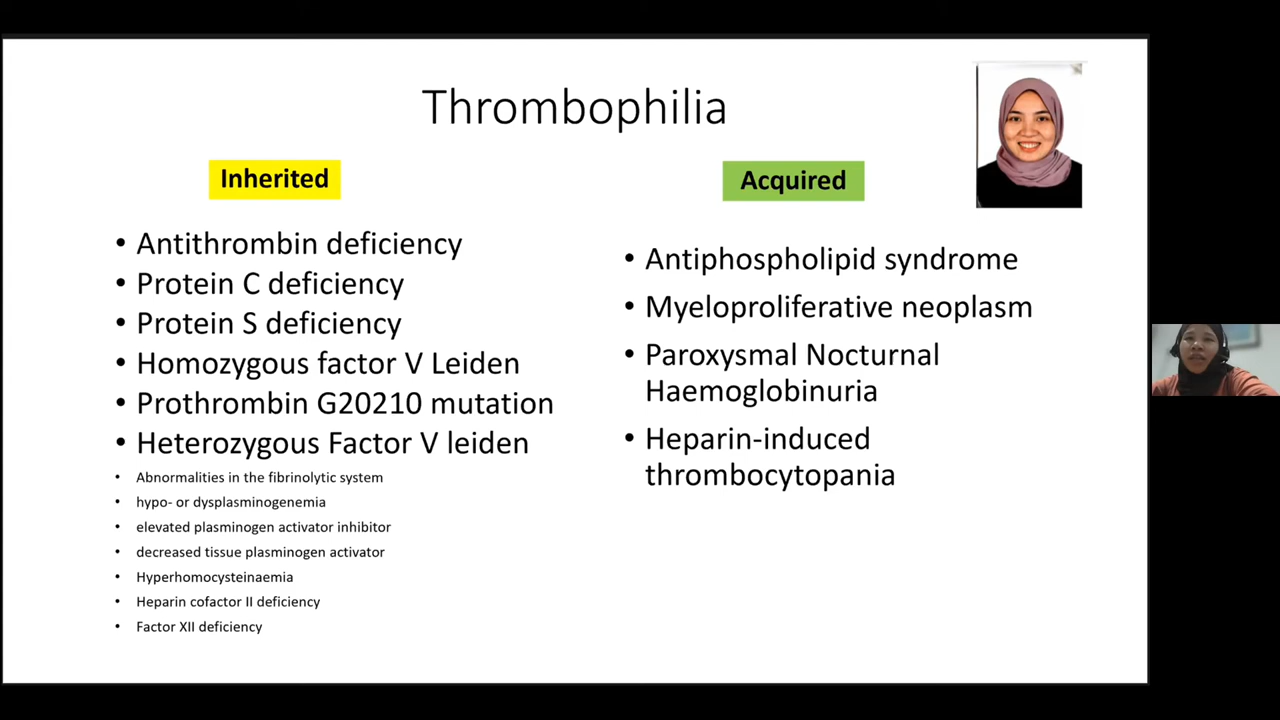 Thrombophilia
Inherited
• Antithrombin deficiency
• Protein C deficiency
• Protein S deficiency
• Homozygous factor V Leiden
• Prothrombin G20210 mutation
• Heterozygous Factor V leiden
• Abnormalities in the fibrinolytic system
• hypo- or dysplasminogenemia
• elevated plasminogen activator inhibitor
• decreased tissue plasminogen activator
• Hyperhomocysteinaemia
• Heparin cofactor II deficiency
• Factor XII deficiency
Acquired
• Antiphospholipid syndrome
• Myeloproliferative neoplasm
• Paroxysmal Nocturnal
Haemoglobinuria
• Heparin-induced
thrombocytopania